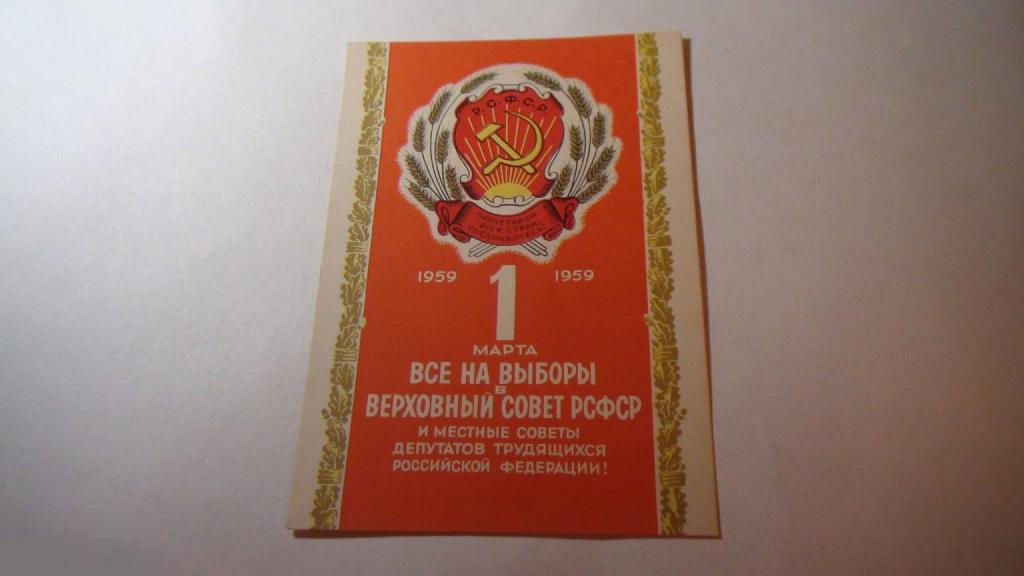 Р.С.Ф.С.Р.
ПРОЛЕТАРИИ
ВСЕХ СТРАН,
СОЕДИНЯЙТЕСЬ!
1959 1 1959
МАРТА
ВСЕ НА ВЫБОРЫ
В
ВЕРХОВНЫЙ СОВЕТ РСФСР
И МЕСТНЫЕ СОВЕТЫ
ДЕПУТАТОВ ТРУДЯЩИХСЯ
РОССИЙСКОЙ ФЕДЕРАЦИИ!